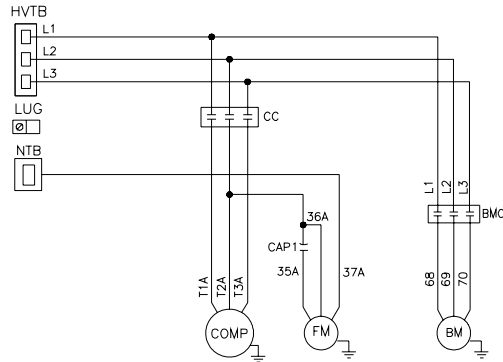 HVTB
L1
L2
L3
LUG
NTB
CC
L1
L2
L3
BMC
36A
CAP1
35A
37A
T1A
T2A
T3A
68
69
70
COMP
FM
BM